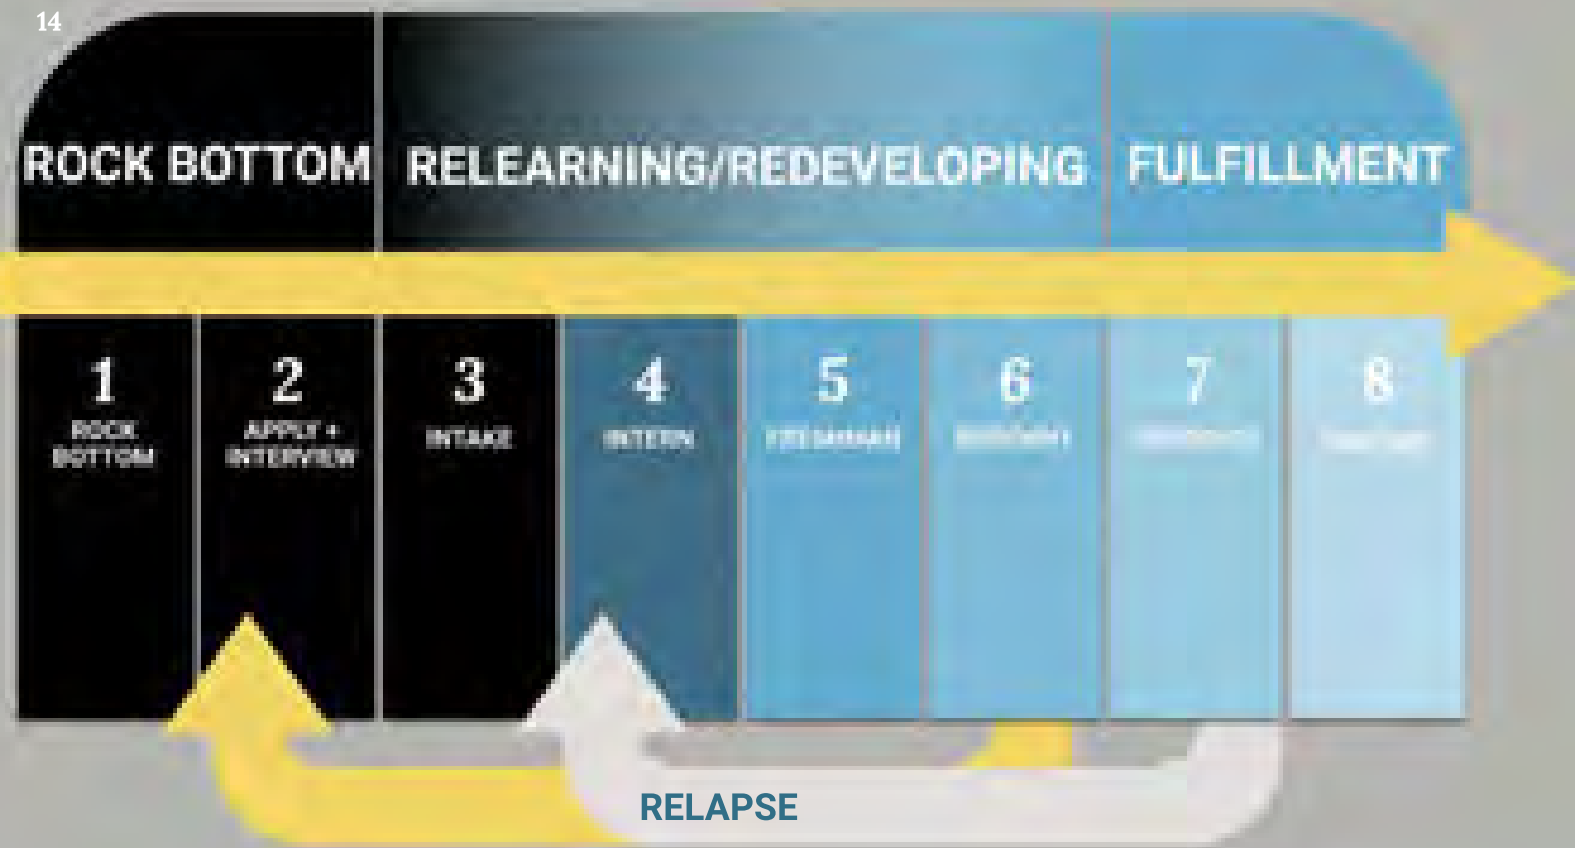 14
ROCK BOTTOM
RELEARNING/REDEVELOPING
FULFILLMENT
1
ROCK
BOTTOM
2
APPLY +
INTERVIEW
3
INTAKE
4
INTERN
5
FRESHMAN
6
7
8
RELAPSE